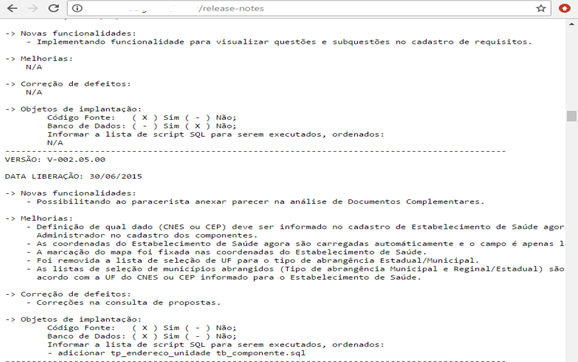 /release-notes
-> Novas funcionalidades:
- Implementando funcionalidade para visualizar questões e subquestões no cadastro de requisitos.
-> Melhorias:
N/A
-> Correção de defeitos:
N/A
-> Objetos de implantação:
Código Fonte: ( X ) Sim ( - ) Não;
Banco de Dados: ( - ) Sim ( X ) Não;
Informar a lista de script SQL para serem executados, ordenados:
N/A
--------------------------------------------------------------------------------
VERSÃO: V-002.05.00
DATA LIBERAÇÃO: 30/06/2015
-> Novas funcionalidades:
- Possibilitando ao paracerista anexar parecer na análise de Documentos Complementares.
-> Melhorias:
- Definição de qual dado (CNES ou CEP) deve ser informado no cadastro de Estabelecimento de Saúde agor
Administrador no cadastro dos componentes.
- As coordenadas do Estabelecimento de Saúde agora são carregadas automáticamente e o campo é apenas l
- A marcação do mapa foi fixada nas coordenadas do Estabelecimento de Saúde.
- Foi removida a lista de seleção de UF para o tipo de abrangência Estadual/Municipal.
- As listas de seleção de municípios abrangidos (Tipo de abrangência Municipal e Reginal/Estadual) são
acordo com a UF do CNES ou CEP informado para o Estabelecimento de Saúde.
-> Correção de defeitos:
- Correções na consulta de propostas.
-> Objetos de implantação:
Código Fonte: ( X ) Sim ( - ) Não;
Banco de Dados: ( X ) Sim ( - ) Não;
Informar a lista de script SQL para serem executados, ordenados:
- adicionar tp_endereco_unidade tb_componente.sql
--------------------------------------------------------------------------------